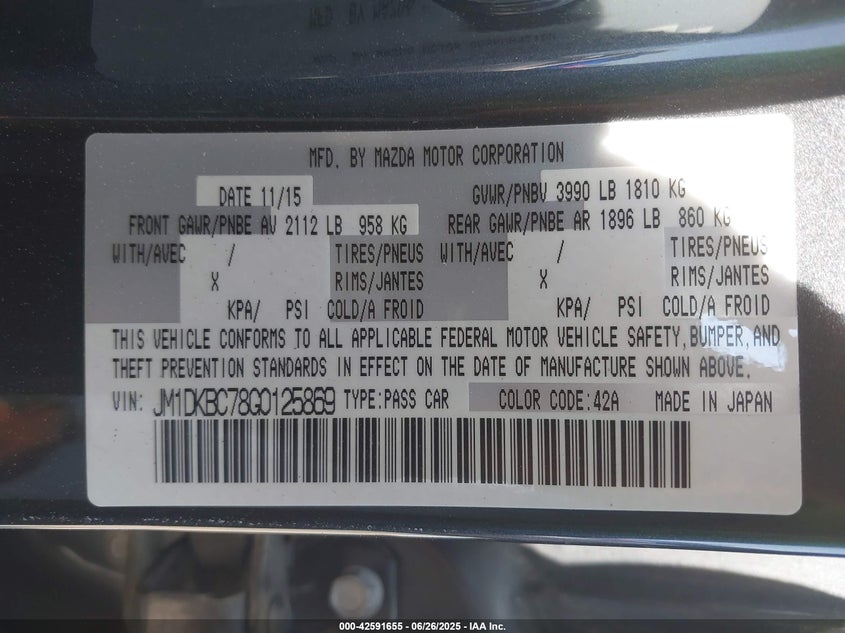 MFD. BY MAZDA MOTOR CORPORATION
DATE 11/15 GVWR/PNBV 3990 LB 1810 KG
FRONT GAWR/PNBE AV 2112 LB 958 KG REAR GAWR/PNBE AR 1896 LB 860 KG
WITH/AVEC / TIRES/PNEUS WITH/AVEC / TIRES/PNEUS
X RIMS/JANTES X RIMS/JANTES
KPA/ PSI COLD/A FROID KPA/ PSI COLD/A FROID
THIS VEHICLE CONFORMS TO ALL APPLICABLE FEDERAL MOTOR VEHICLE SAFETY, BUMPER, AND
THEFT PREVENTION STANDARDS IN EFFECT ON THE DATE OF MANUFACTURE SHOWN ABOVE.
VIN: JM1DKBC78G0125869 TYPE: PASS CAR COLOR CODE: 42A MADE IN JAPAN
000-42591655 - 06/26/2025 - IAA Inc.